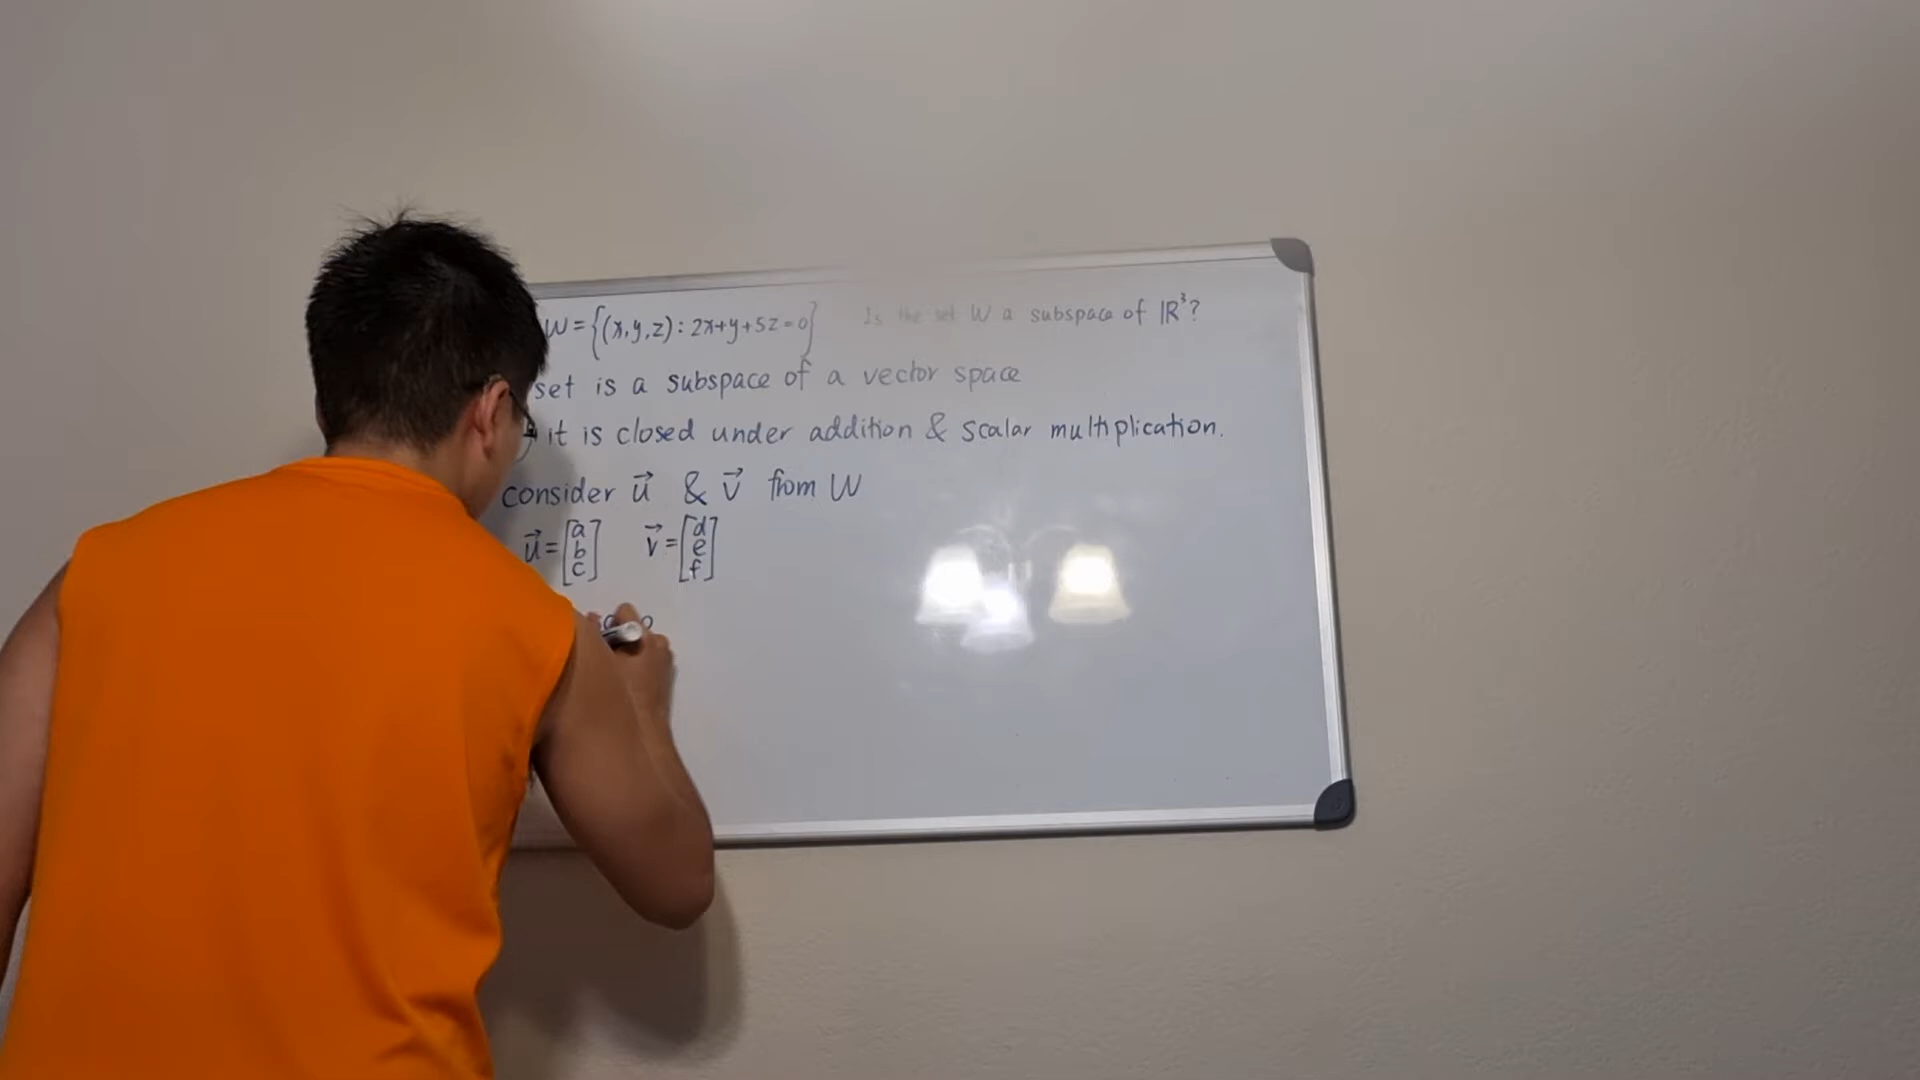 W = {(x,y,z) : 2x+y+5z=0} Is the set W a subspace of ℝ³?
set is a subspace of a vector space
it is closed under addition & scalar multiplication.
consider u⃗ & v⃗ from W
u⃗ = [a b c] v⃗ = [d e f]